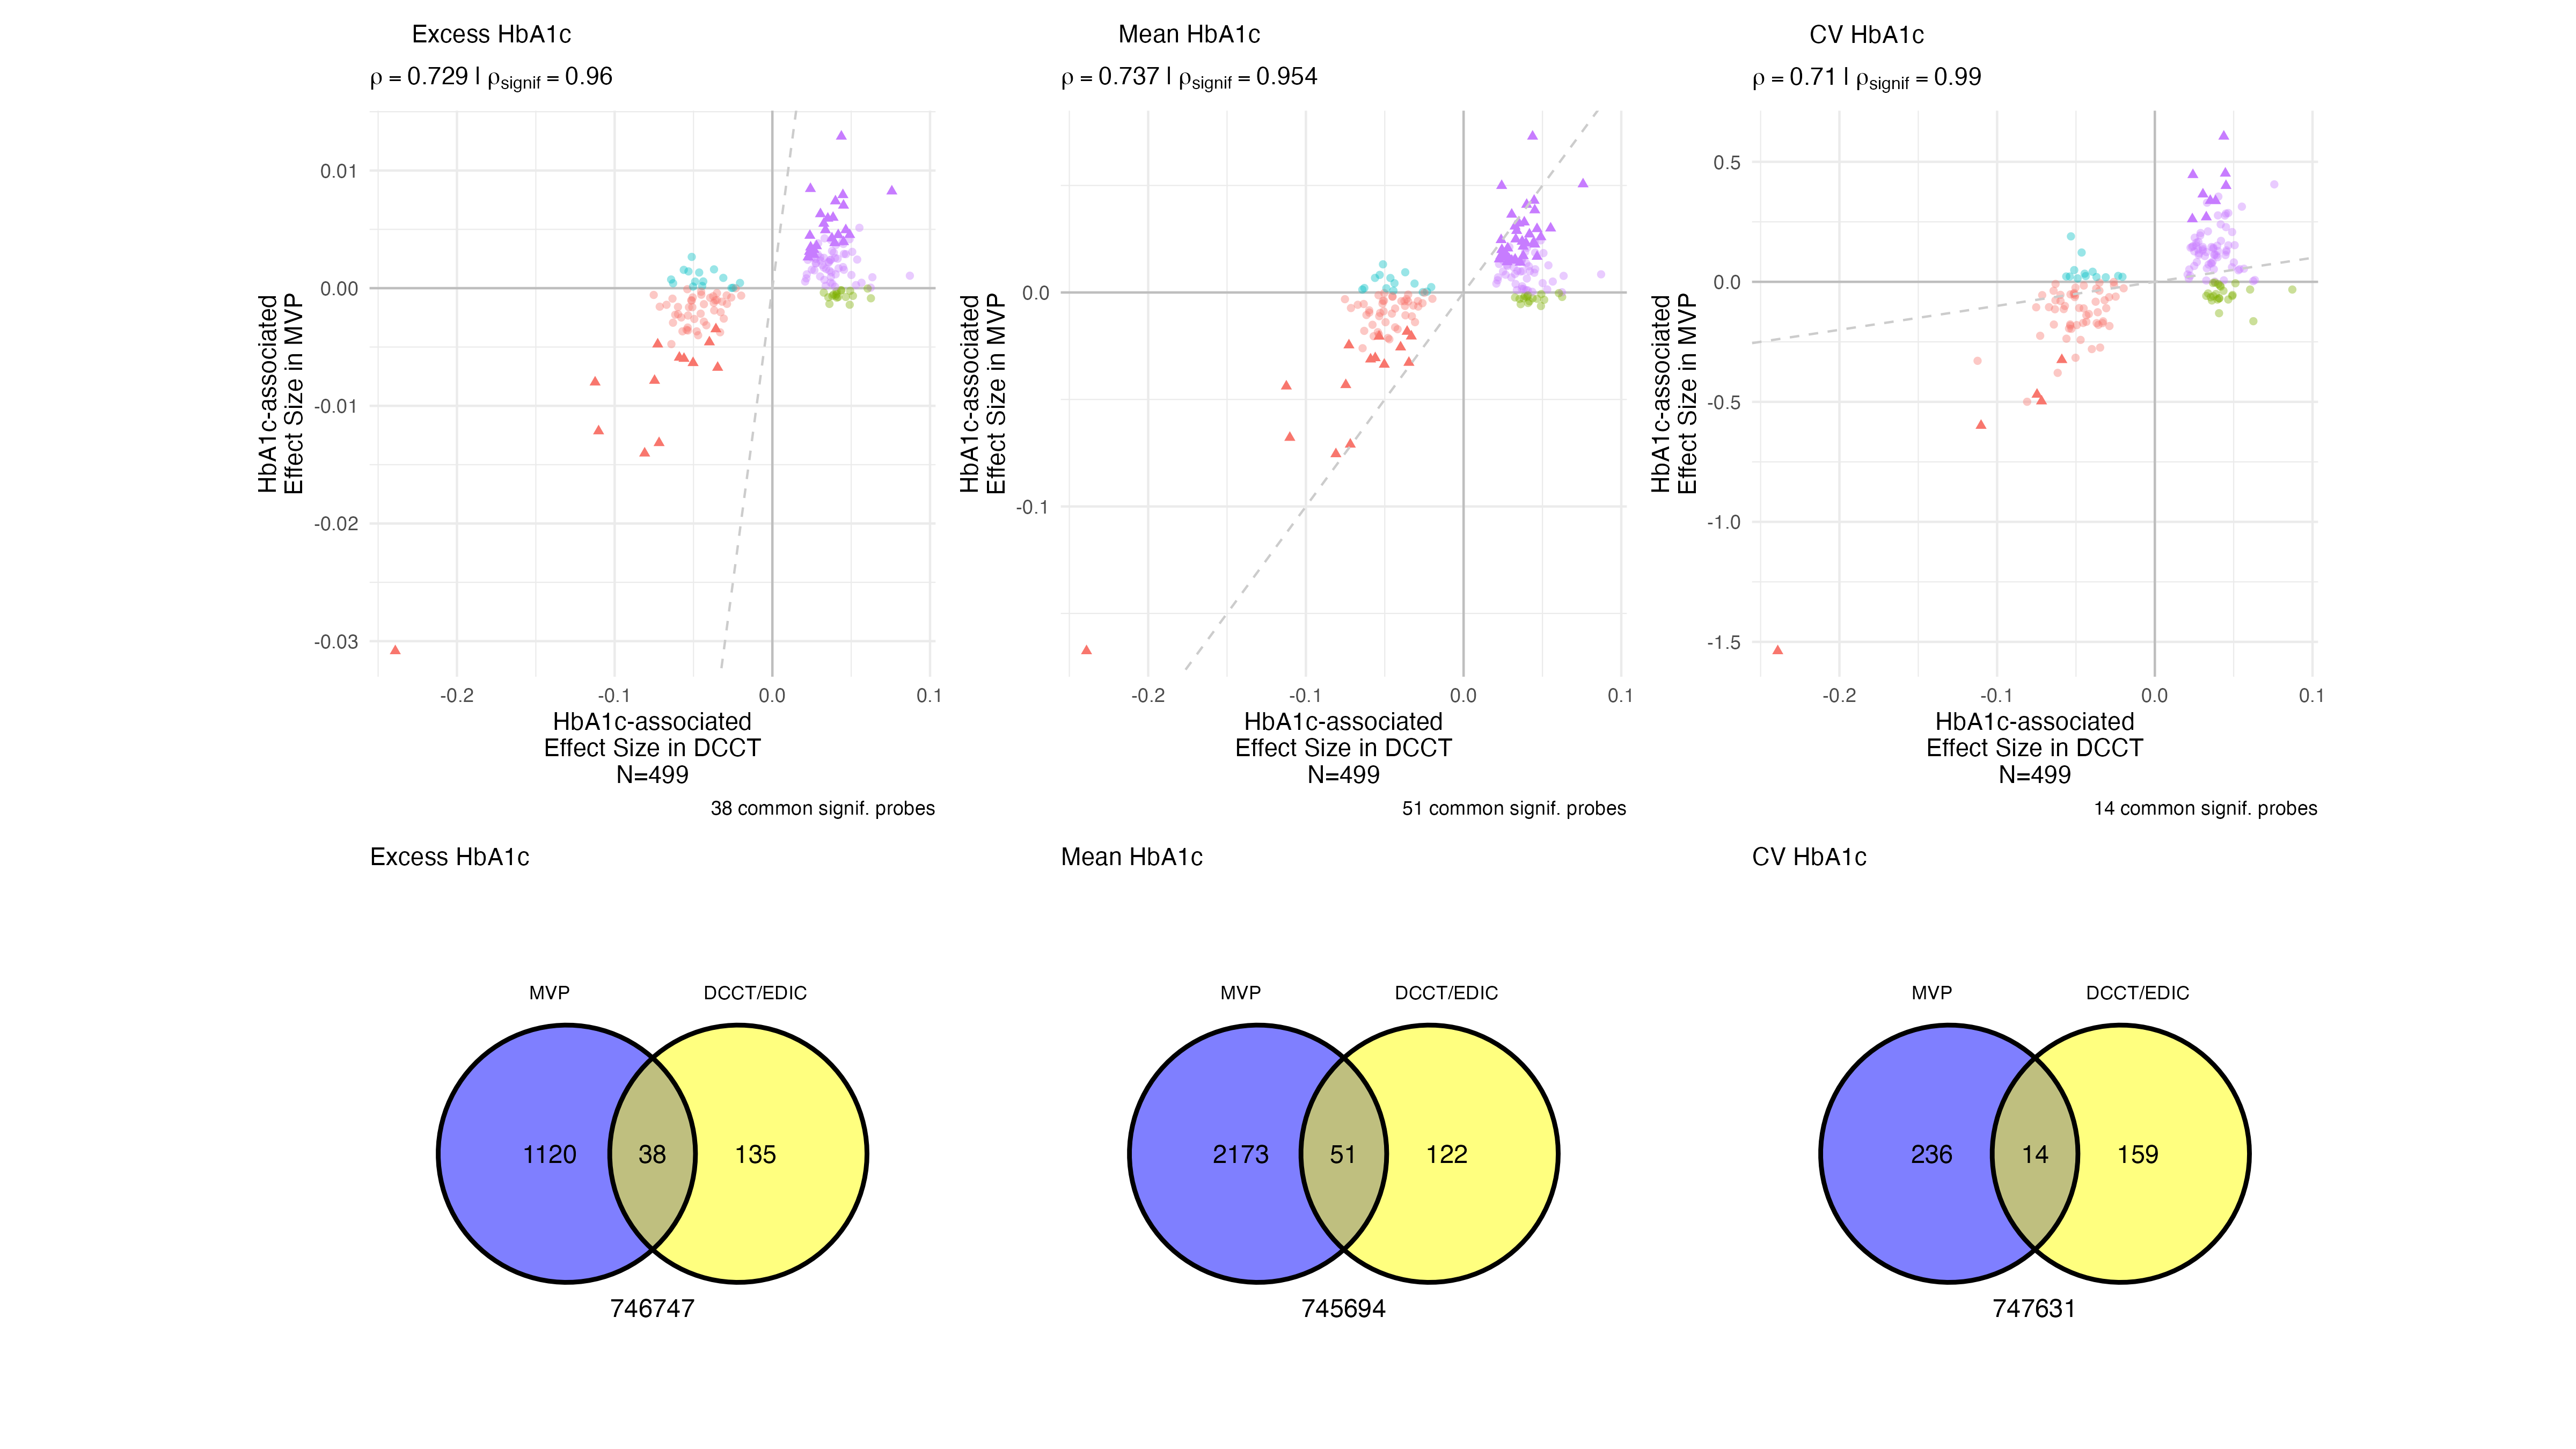 Excess HbA1c
ρ = 0.729 | ρsignif = 0.96
0.01
0.00
-0.01
-0.02
-0.03
HbA1c-associated
Effect Size in MVP
-0.2
-0.1
0.0
0.1
HbA1c-associated
Effect Size in DCCT
N=499
38 common signif. probes
Mean HbA1c
ρ = 0.737 | ρsignif = 0.954
0.0
-0.1
HbA1c-associated
Effect Size in MVP
-0.2
-0.1
0.0
0.1
HbA1c-associated
Effect Size in DCCT
N=499
51 common signif. probes
CV HbA1c
ρ = 0.71 | ρsignif = 0.99
0.5
0.0
-0.5
-1.0
-1.5
HbA1c-associated
Effect Size in MVP
-0.2
-0.1
0.0
0.1
HbA1c-associated
Effect Size in DCCT
N=499
14 common signif. probes
Excess HbA1c
MVP
DCCT/EDIC
1120
38
135
746747
Mean HbA1c
MVP
DCCT/EDIC
2173
51
122
745694
CV HbA1c
MVP
DCCT/EDIC
236
14
159
747631